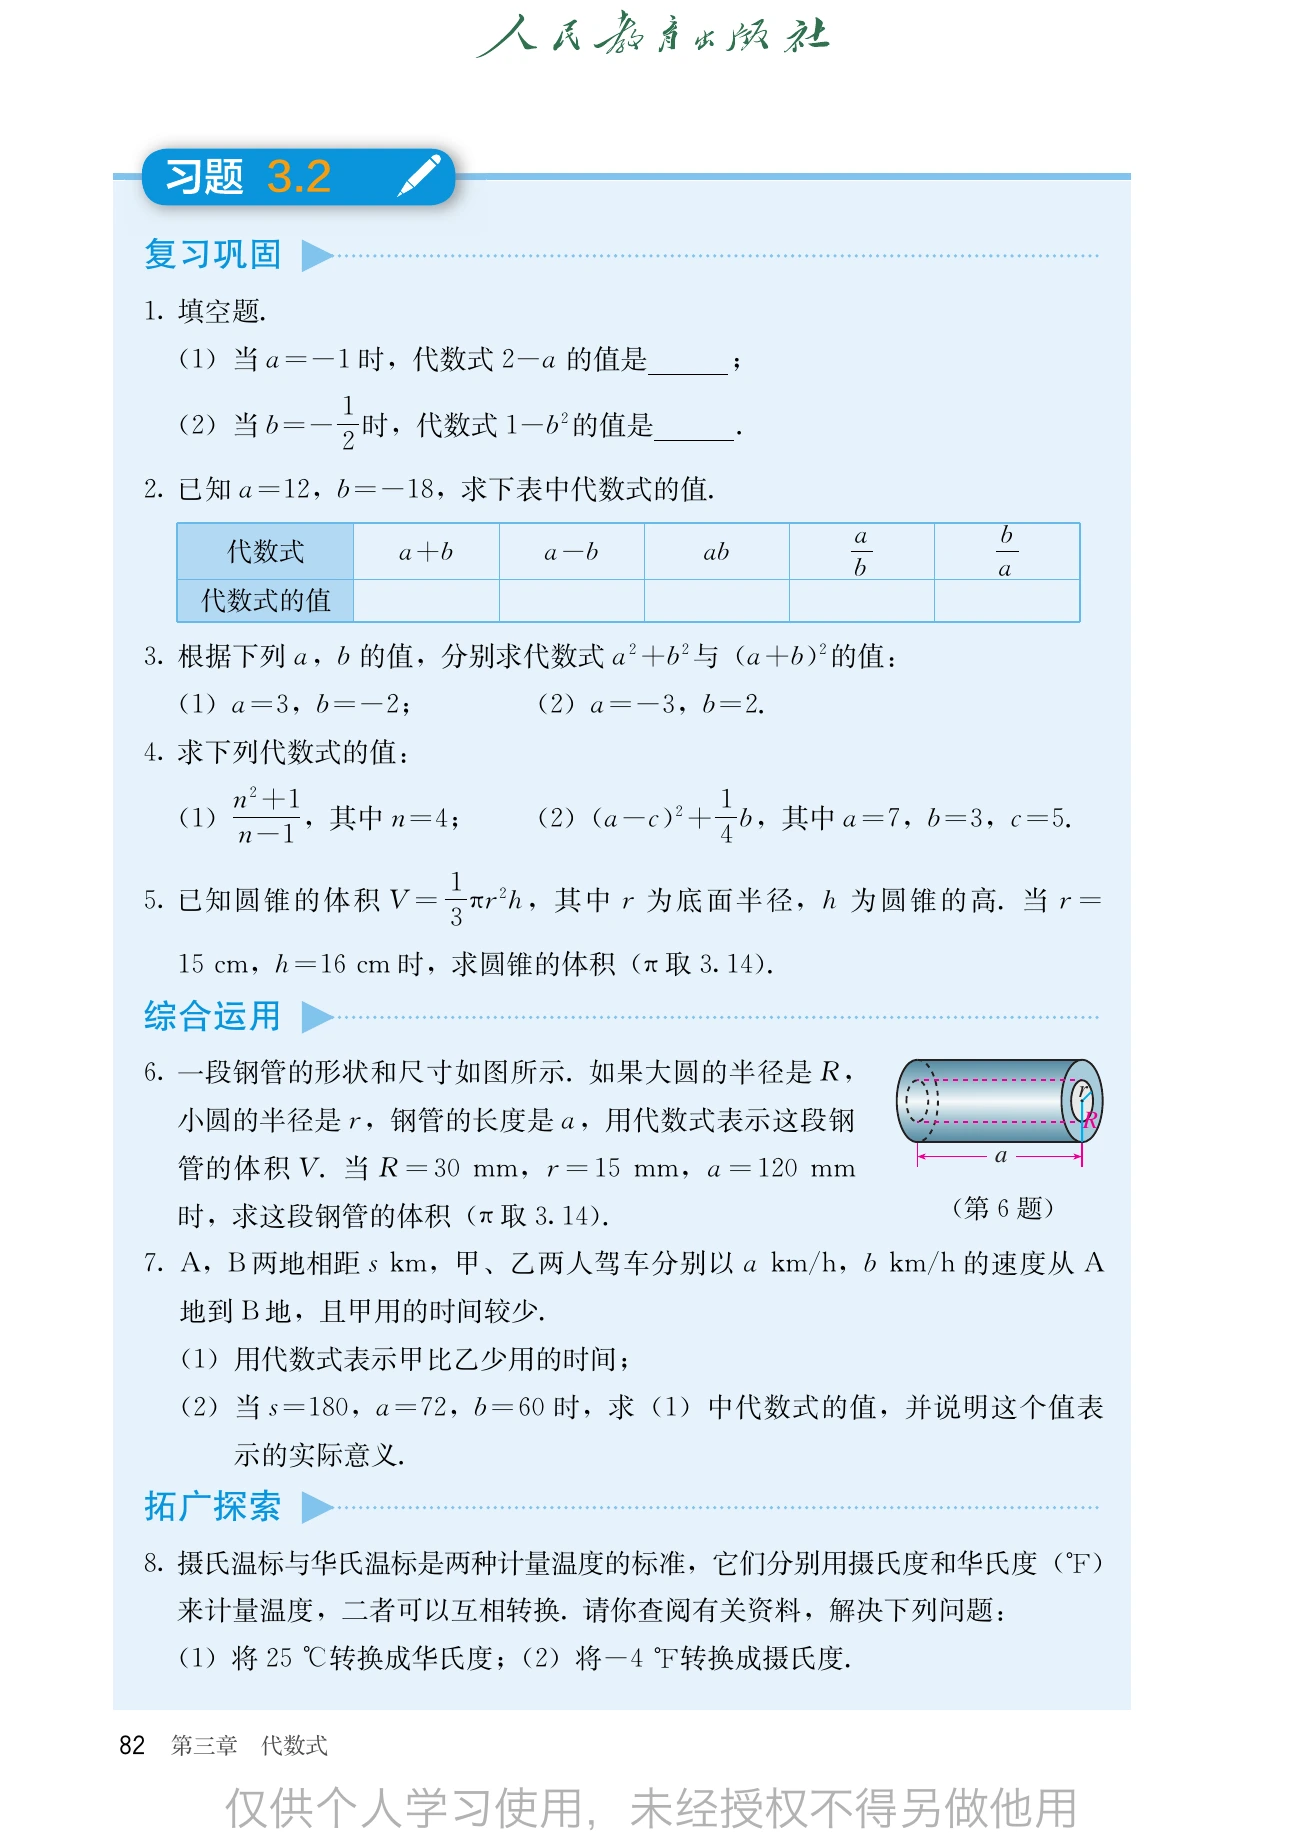 人民教育出版社
习题 3.2
复习巩固
1. 填空题.
(1) 当 a=-1 时，代数式 2-a 的值是______；
(2) 当 b=-1/2 时，代数式 1-b²的值是______.
2. 已知 a=12，b=-18，求下表中代数式的值.
代数式 a+b a-b ab a/b b/a
代数式的值
3. 根据下列 a，b 的值，分别求代数式 a²+b²与 (a+b)²的值：
(1) a=3，b=-2； (2) a=-3，b=2.
4. 求下列代数式的值：
(1) (n²+1)/(n-1)，其中 n=4； (2) (a-c)²+1/4 b，其中 a=7，b=3，c=5.
5. 已知圆锥的体积 V=1/3 πr²h，其中 r 为底面半径，h 为圆锥的高. 当 r=
15 cm，h=16 cm 时，求圆锥的体积（π 取 3.14）.
综合运用
6. 一段钢管的形状和尺寸如图所示. 如果大圆的半径是 R，
小圆的半径是 r，钢管的长度是 a，用代数式表示这段钢
管的体积 V. 当 R=30 mm，r=15 mm，a=120 mm
时，求这段钢管的体积（π 取 3.14）.
r
R
a
（第 6 题）
7. A，B两地相距 s km，甲、乙两人驾车分别以 a km/h，b km/h 的速度从 A
地到 B 地，且甲用的时间较少.
(1) 用代数式表示甲比乙少用的时间；
(2) 当 s=180，a=72，b=60 时，求（1）中代数式的值，并说明这个值表
示的实际意义.
拓广探索
8. 摄氏温标与华氏温标是两种计量温度的标准，它们分别用摄氏度和华氏度（℉）
来计量温度，二者可以互相转换. 请你查阅有关资料，解决下列问题：
(1) 将 25 ℃转换成华氏度；(2) 将-4 ℉转换成摄氏度.
82 第三章 代数式
仅供个人学习使用，未经授权不得另做他用